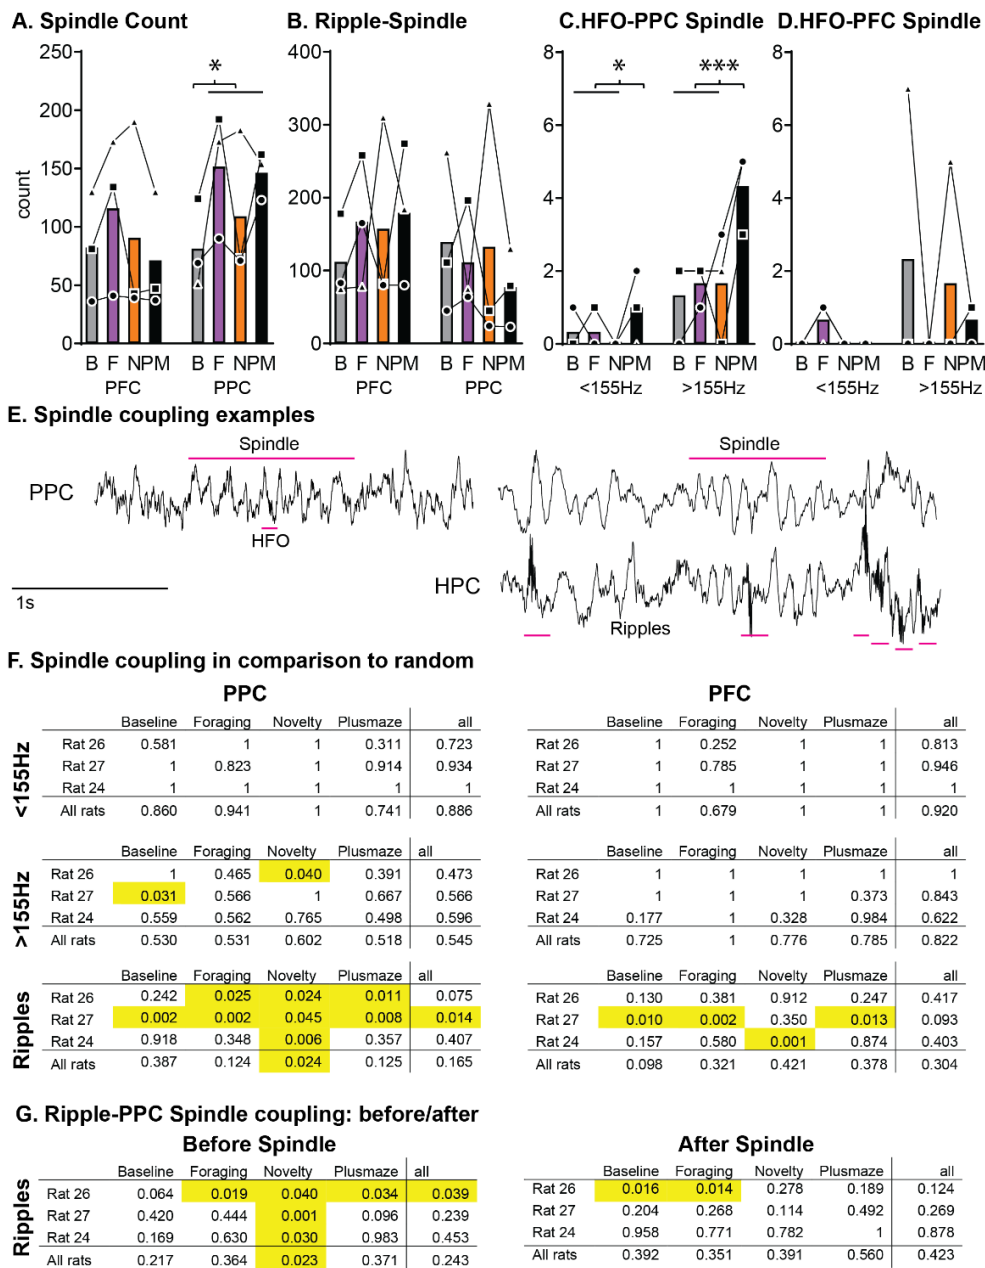 A. Spindle Count
B. Ripple-Spindle
C.HFO-PPC Spindle
D.HFO-PFC Spindle
count
250
200
150
100
50
0
*
B F NPM B F NPM
PFC PPC
400
300
200
100
0
B F NPM B F NPM
PFC PPC
8
6
4
2
0
* ***
B F NPM B F NPM
<155Hz >155Hz
8
6
4
2
0
B F NPM B F NPM
<155Hz >155Hz
E. Spindle coupling examples
Spindle Spindle
PPC
HFO
HPC
1s
Ripples
F. Spindle coupling in comparison to random
PPC
<155Hz
Baseline Foraging Novelty Plusmaze all
Rat 26 0.581 1 1 0.311 0.723
Rat 27 1 0.823 1 0.914 0.934
Rat 24 1 1 1 1 1
All rats 0.860 0.941 1 0.741 0.886
>155Hz
Baseline Foraging Novelty Plusmaze all
Rat 26 1 0.465 0.040 0.391 0.473
Rat 27 0.031 0.566 1 0.667 0.566
Rat 24 0.559 0.562 0.765 0.498 0.596
All rats 0.530 0.531 0.602 0.518 0.545
Ripples
Baseline Foraging Novelty Plusmaze all
Rat 26 0.242 0.025 0.024 0.011 0.075
Rat 27 0.002 0.002 0.045 0.008 0.014
Rat 24 0.918 0.348 0.006 0.357 0.407
All rats 0.387 0.124 0.024 0.125 0.165
PFC
Baseline Foraging Novelty Plusmaze all
Rat 26 1 0.252 1 1 0.813
Rat 27 1 0.785 1 1 0.946
Rat 24 1 1 1 1 1
All rats 1 0.679 1 1 0.920
Baseline Foraging Novelty Plusmaze all
Rat 26 1 1 1 1 1
Rat 27 1 1 1 0.373 0.843
Rat 24 0.177 1 0.328 0.984 0.622
All rats 0.725 1 0.776 0.785 0.822
Baseline Foraging Novelty Plusmaze all
Rat 26 0.130 0.381 0.912 0.247 0.417
Rat 27 0.010 0.002 0.350 0.013 0.093
Rat 24 0.157 0.580 0.001 0.874 0.403
All rats 0.098 0.321 0.421 0.378 0.304
G. Ripple-PPC Spindle coupling: before/after
Before Spindle
Ripples
Baseline Foraging Novelty Plusmaze all
Rat 26 0.064 0.019 0.040 0.034 0.039
Rat 27 0.420 0.444 0.001 0.096 0.239
Rat 24 0.169 0.630 0.030 0.983 0.453
All rats 0.217 0.364 0.023 0.371 0.243
After Spindle
Baseline Foraging Novelty Plusmaze all
Rat 26 0.016 0.014 0.278 0.189 0.124
Rat 27 0.204 0.268 0.114 0.492 0.269
Rat 24 0.958 0.771 0.782 1 0.878
All rats 0.392 0.351 0.391 0.560 0.423